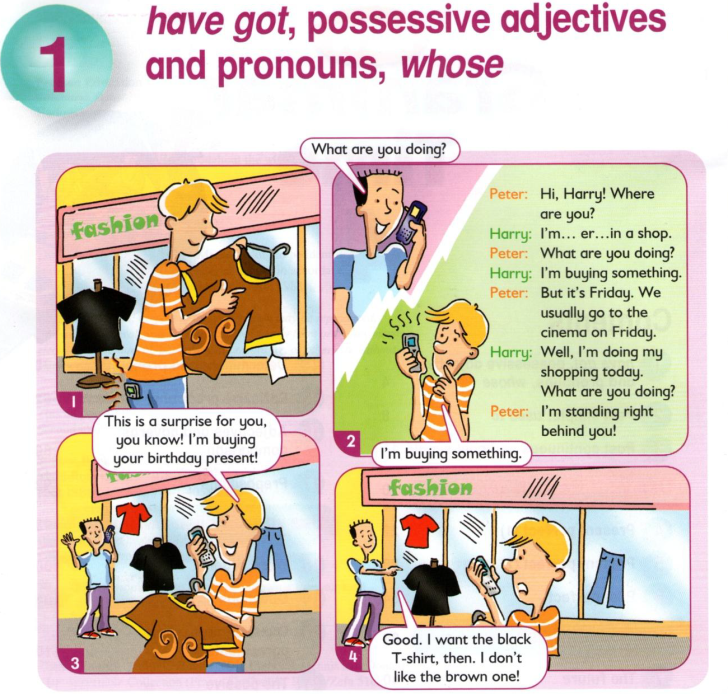 1
have got, possessive adjectives
and pronouns, whose
fashion
1
What are you doing?
Peter: Hi, Harry! Where
are you?
Harry: I'm... er...in a shop.
Peter: What are you doing?
Harry: I'm buying something.
Peter: But it's Friday. We
usually go to the
cinema on Friday.
Harry: Well, I'm doing my
shopping today.
What are you doing?
Peter: I'm standing right
behind you!
I'm buying something.
2
This is a surprise for you,
you know! I'm buying
your birthday present!
3
fashion
Good. I want the black
T-shirt, then. I don't
like the brown one!
4